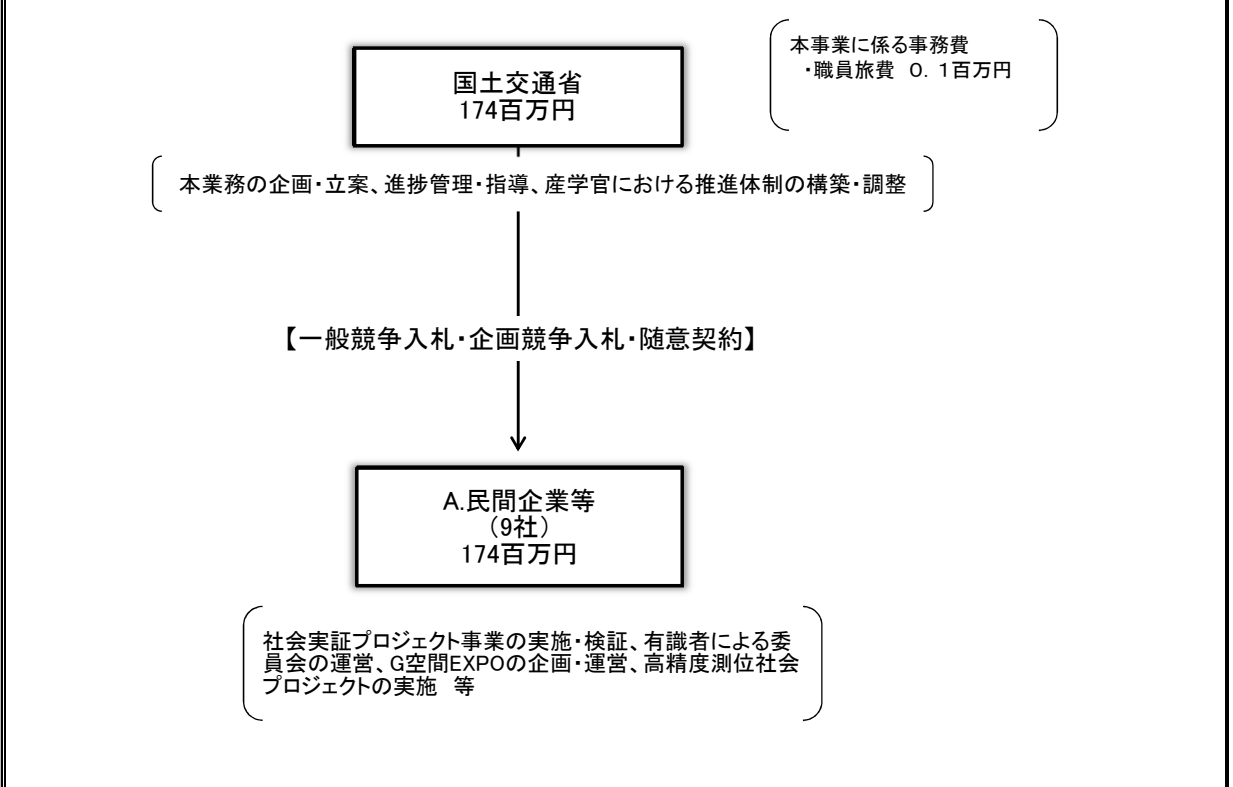 本事業に係る事務費
・職員旅費　０．１百万円
国土交通省
174百万円
本業務の企画・立案、進捗管理・指導、産学官における推進体制の構築・調整
【一般競争入札・企画競争入札・随意契約】
A.民間企業等
（9社）
174百万円
社会実証プロジェクト事業の実施・検証、有識者による委
員会の運営、G空間EXPOの企画・運営、高精度測位社会
プロジェクトの実施　等